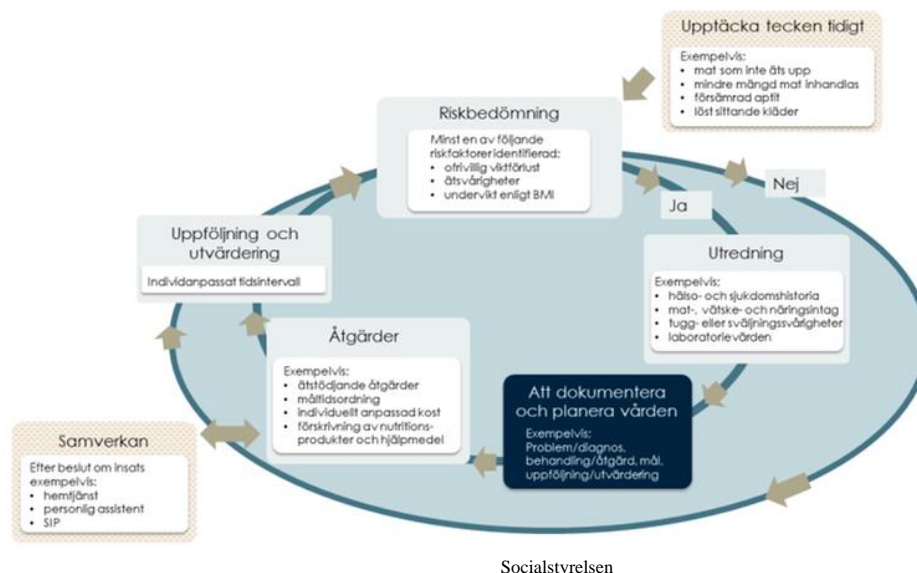 Upptäcka tecken tidigt
Exempelvis:
• mat som inte äts upp
• mindre mängd mat inhandlas
• försämrad aptit
• löst sittande kläder
Riskbedömning
Minst en av följande
riskfaktorer identifierad:
• ofrivillig viktförlust
• ätsvårigheter
• undervikt enligt BMI
Nej
Ja
Utredning
Exempelvis:
• hälso- och sjukdomshistoria
• mat-, vätske- och näringsintag
• tugg- eller sväljningssvårigheter
• laboratorievärden
Att dokumentera
och planera vården
Exempelvis:
Problem/diagnos,
behandling/åtgärd, mål,
uppföljning/utvärdering
Åtgärder
Exempelvis:
• ätstödjande åtgärder
• måltidsordning
• individuellt anpassad kost
• förskrivning av nutritions-
produkter och hjälpmedel
Uppföljning och
utvärdering
Individanpassat tidsintervall
Samverkan
Efter beslut om insats
exempelvis:
• hemtjänst
• personlig assistent
• SIP
Socialstyrelsen